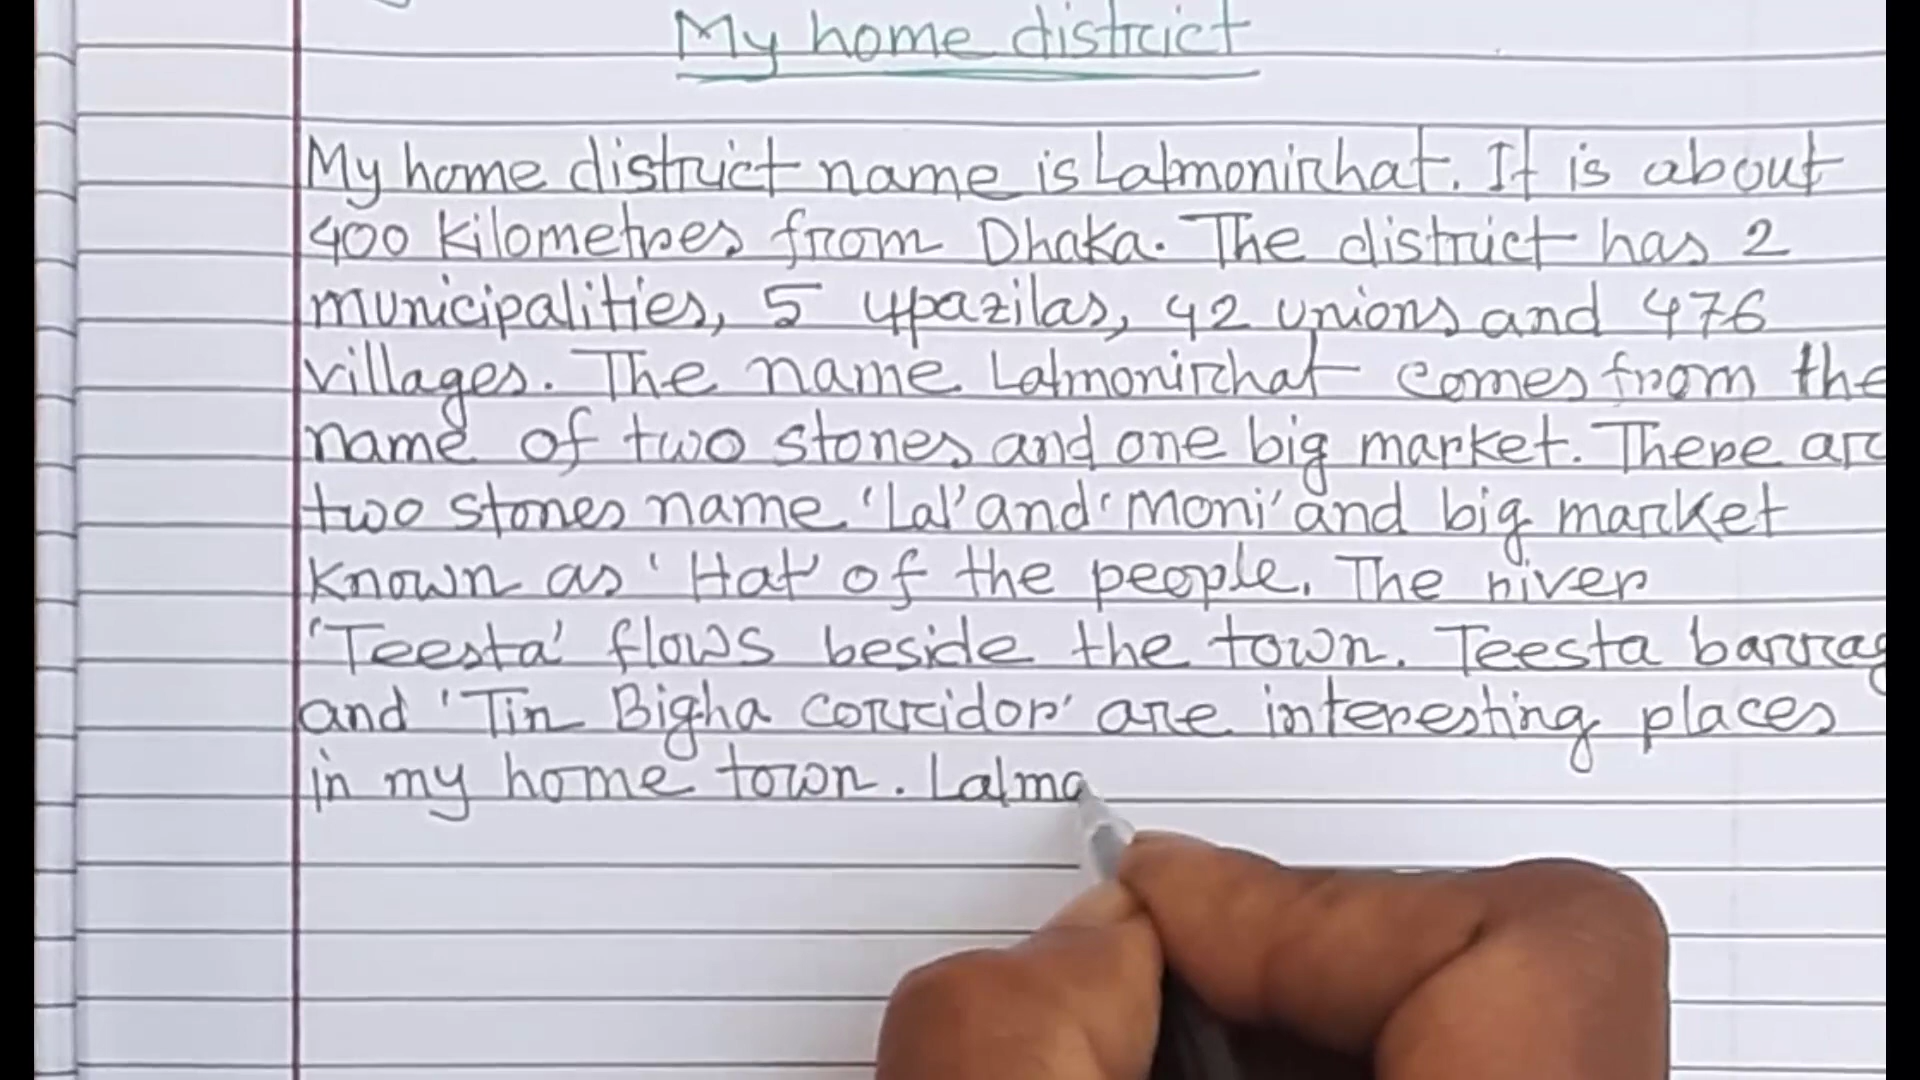 My home district
My home district name is Lalmonirhat. It is about
400 Kilometres from Dhaka. The district has 2
municipalities, 5 upazilas, 42 unions and 476
villages. The name Lalmonirhat comes from the
name of two stones and one big market. There are
two stones name 'Lal' and 'Moni' and big market
known as 'Hat' of the people. The river
'Teesta' flows beside the town. Teesta barrag
and 'Tin Bigha corridor' are interesting places
in my home town. Lalmo